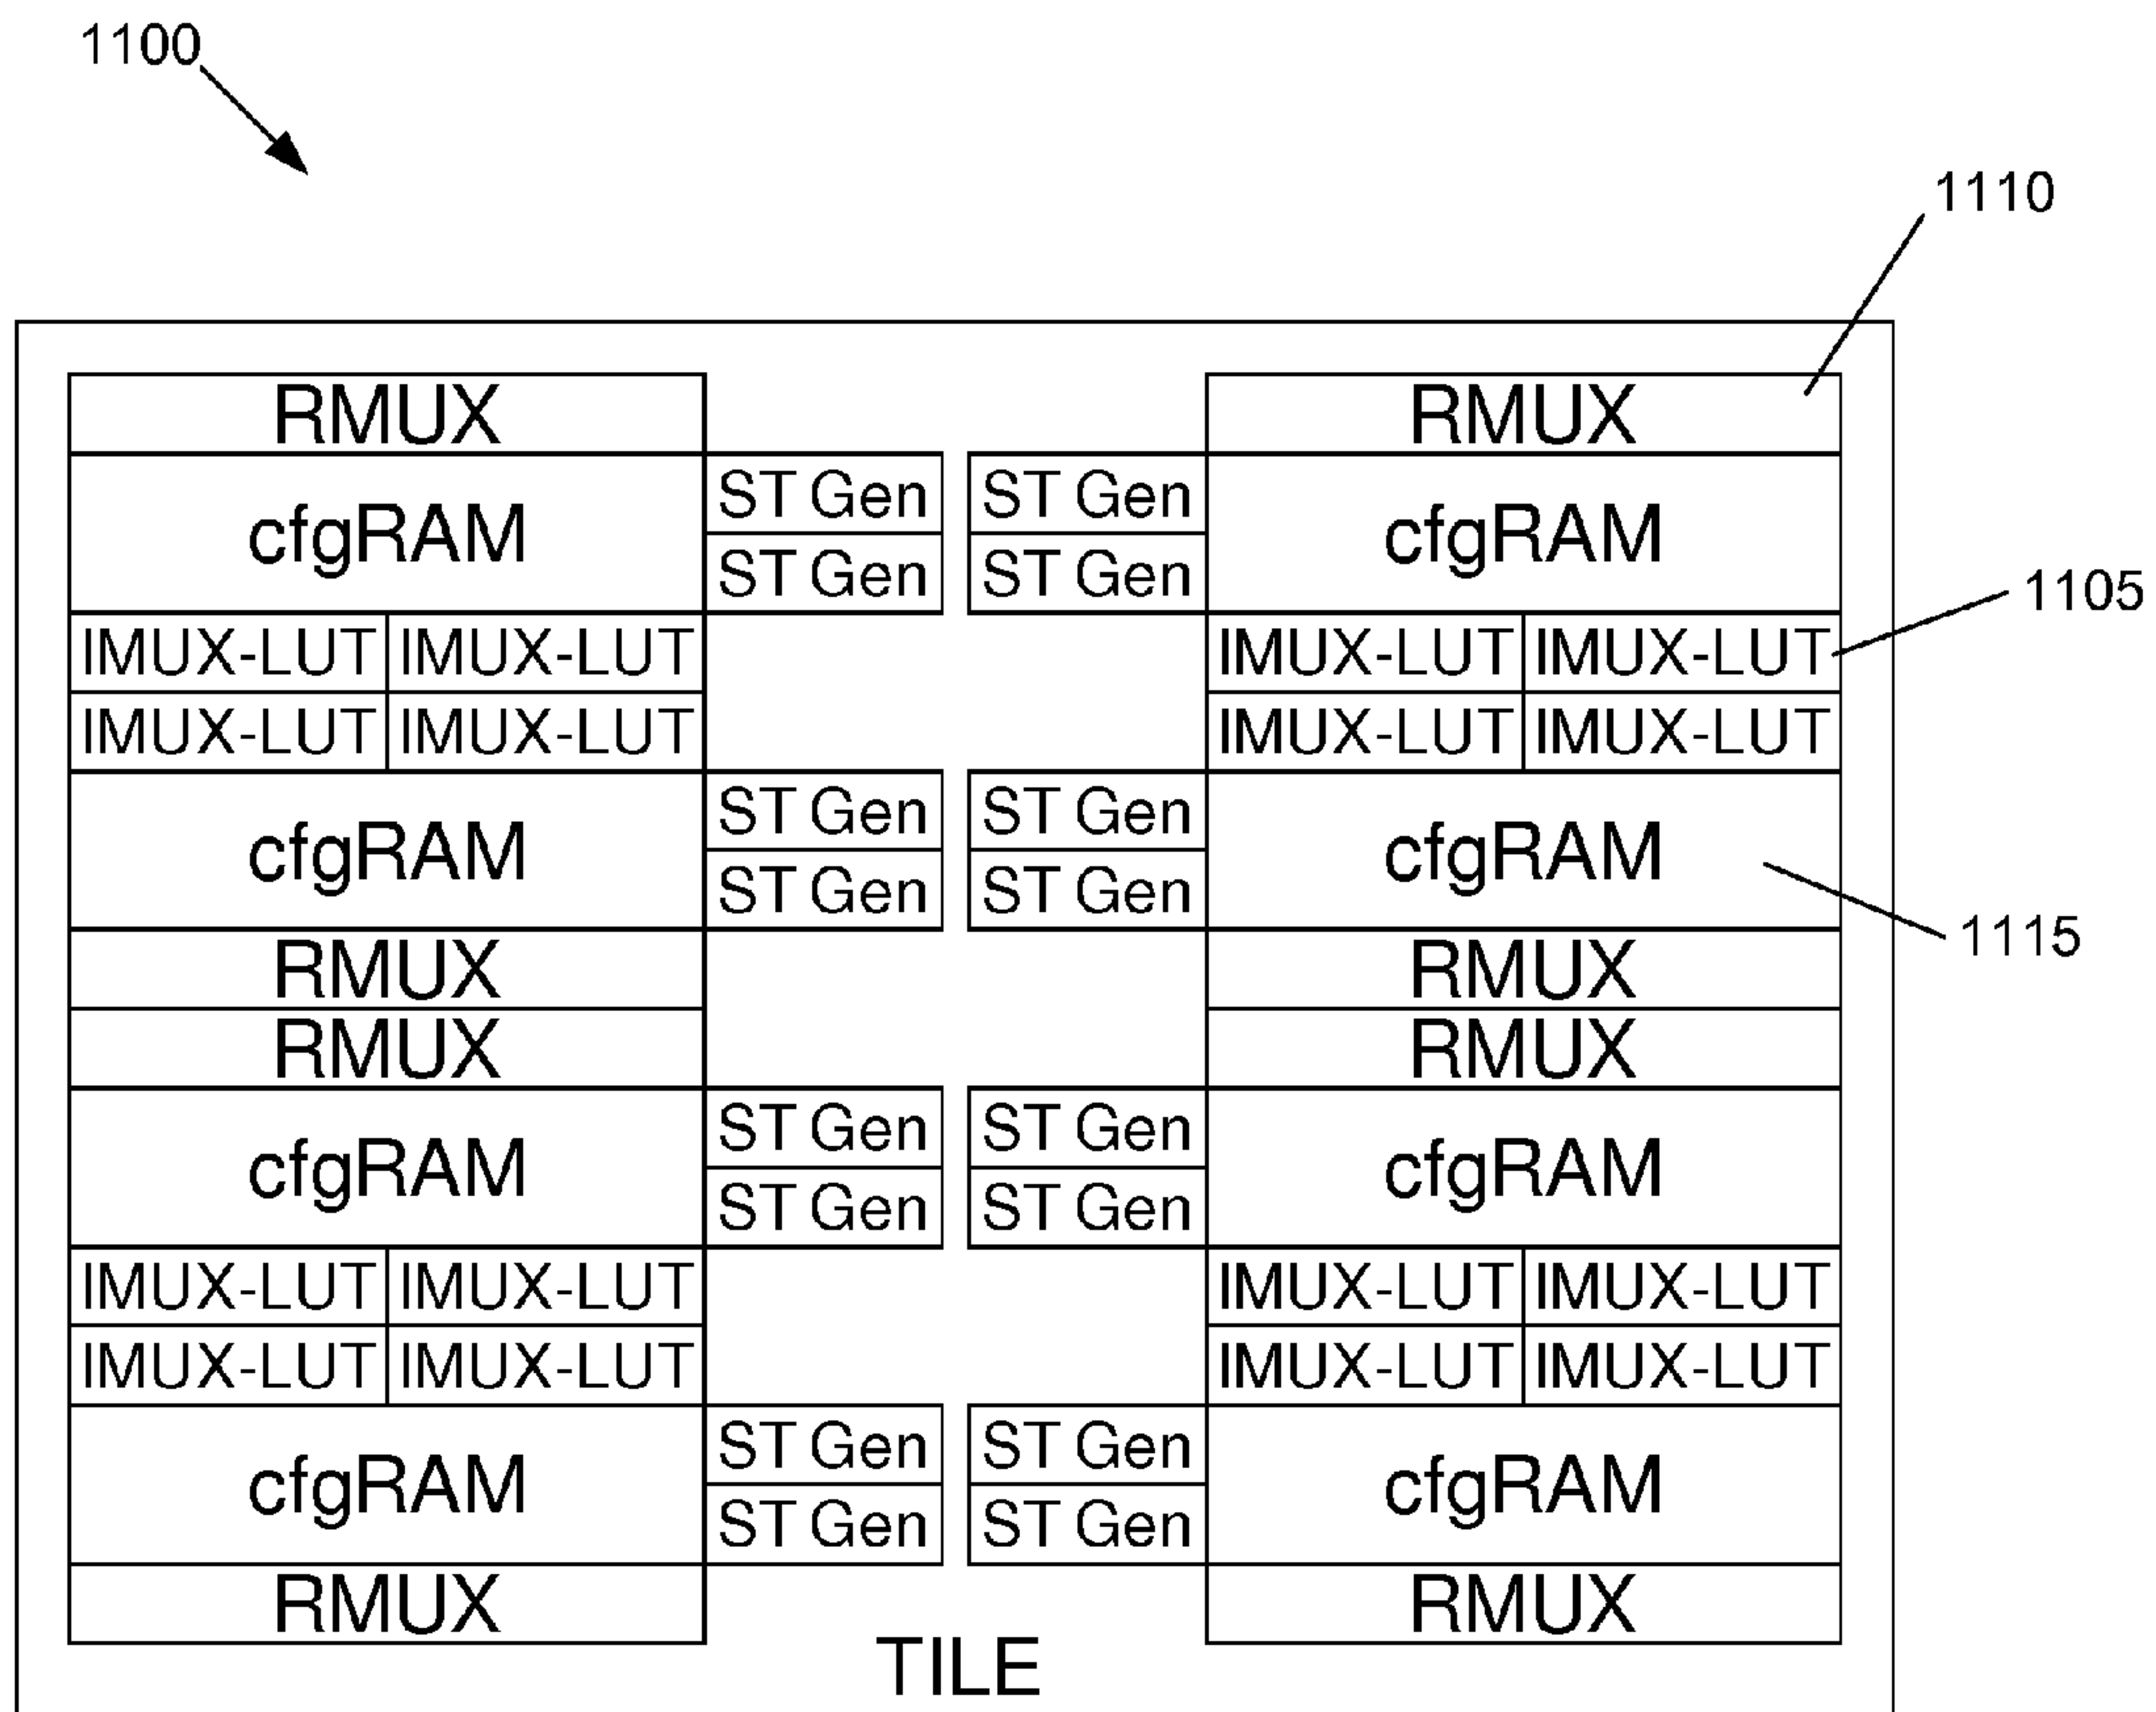 1100
1110
RMUX RMUX
cfgRAM ST Gen ST Gen cfgRAM
ST Gen ST Gen
1105
IMUX-LUT IMUX-LUT IMUX-LUT IMUX-LUT
IMUX-LUT IMUX-LUT IMUX-LUT IMUX-LUT
cfgRAM ST Gen ST Gen cfgRAM
ST Gen ST Gen
1115
RMUX RMUX
RMUX RMUX
cfgRAM ST Gen ST Gen cfgRAM
ST Gen ST Gen
IMUX-LUT IMUX-LUT IMUX-LUT IMUX-LUT
IMUX-LUT IMUX-LUT IMUX-LUT IMUX-LUT
cfgRAM ST Gen ST Gen cfgRAM
ST Gen ST Gen
RMUX RMUX
TILE